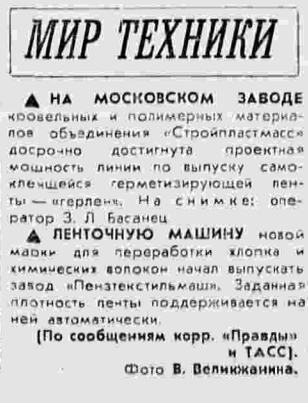 МИР ТЕХНИКИ
▲ НА МОСКОВСКОМ ЗАВОДЕ
кровельных и полимерных материа-
лов объединения «Стройпластмасс»
досрочно достигнута проектная
мощность линии по выпуску само-
клеящейся герметизирующей лен-
ты — «герлен». На снимке: оп-
ератор З. Л. Басанец
▲ ЛЕНТОЧНУЮ МАШИНУ новой
марки для переработки хлопка и
химических волокон начал выпускать
завод «Пензтекстильмаш». Заданная
плотность ленты поддерживается на
ней автоматически.
(По сообщениям корр. «Правды»
и ТАСС).
Фото В. Великжанина.